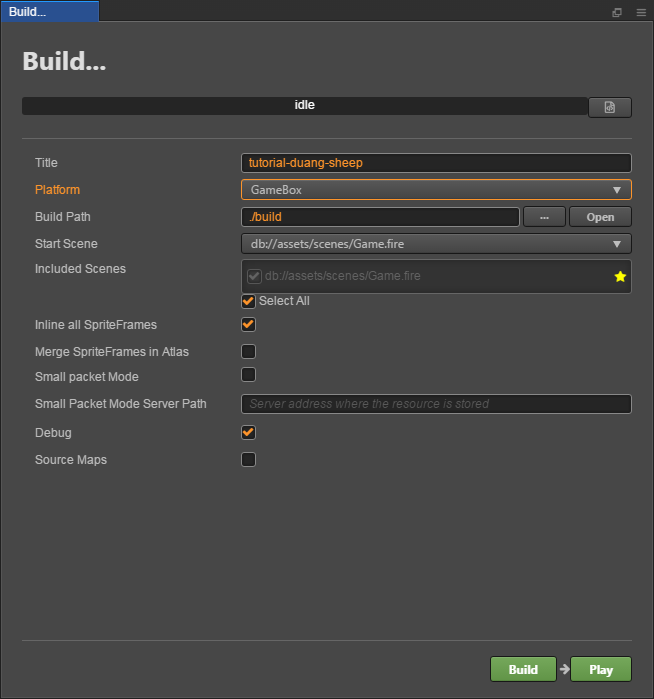 Build...
Build...
idle
Title tutorial-duang-sheep
Platform GameBox
Build Path ./build ... Open
Start Scene db://assets/scenes/Game.fire
Included Scenes db://assets/scenes/Game.fire
Select All
Inline all SpriteFrames
Merge SpriteFrames in Atlas
Small packet Mode
Small Packet Mode Server Path Server address where the resource is stored
Debug
Source Maps
Build Play